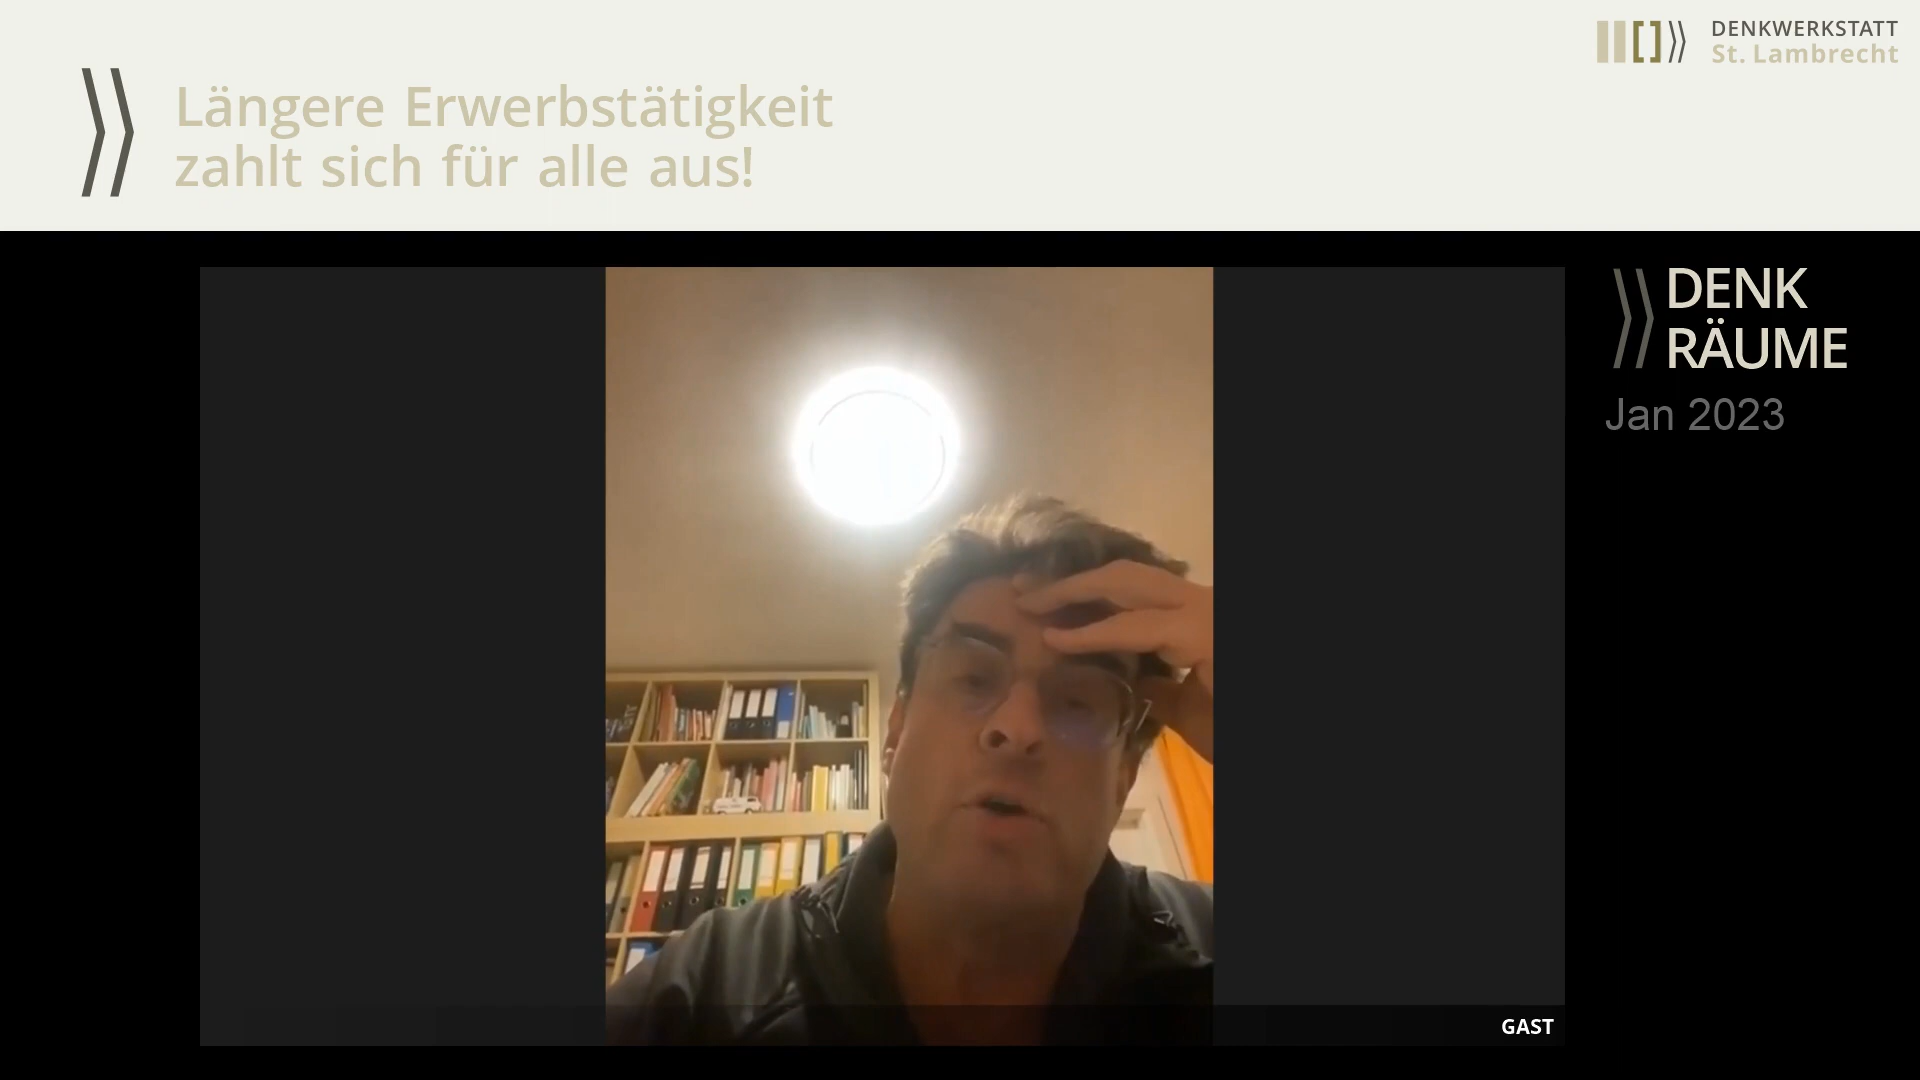 DENKWERKSTATT
St. Lambrecht
Längere Erwerbstätigkeit
zahlt sich für alle aus!
DENK
RÄUME
Jan 2023
GAST